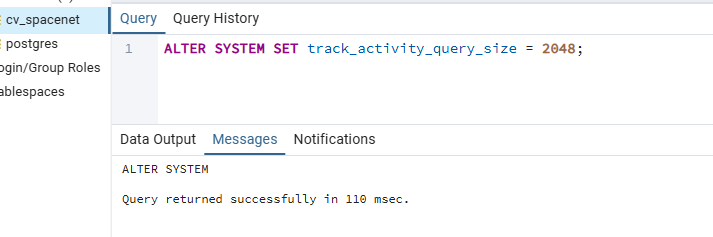 cv_spacenet
postgres
ogin/Group Roles
ablespaces
Query Query History
1 ALTER SYSTEM SET track_activity_query_size = 2048;
Data Output Messages Notifications
ALTER SYSTEM
Query returned successfully in 110 msec.